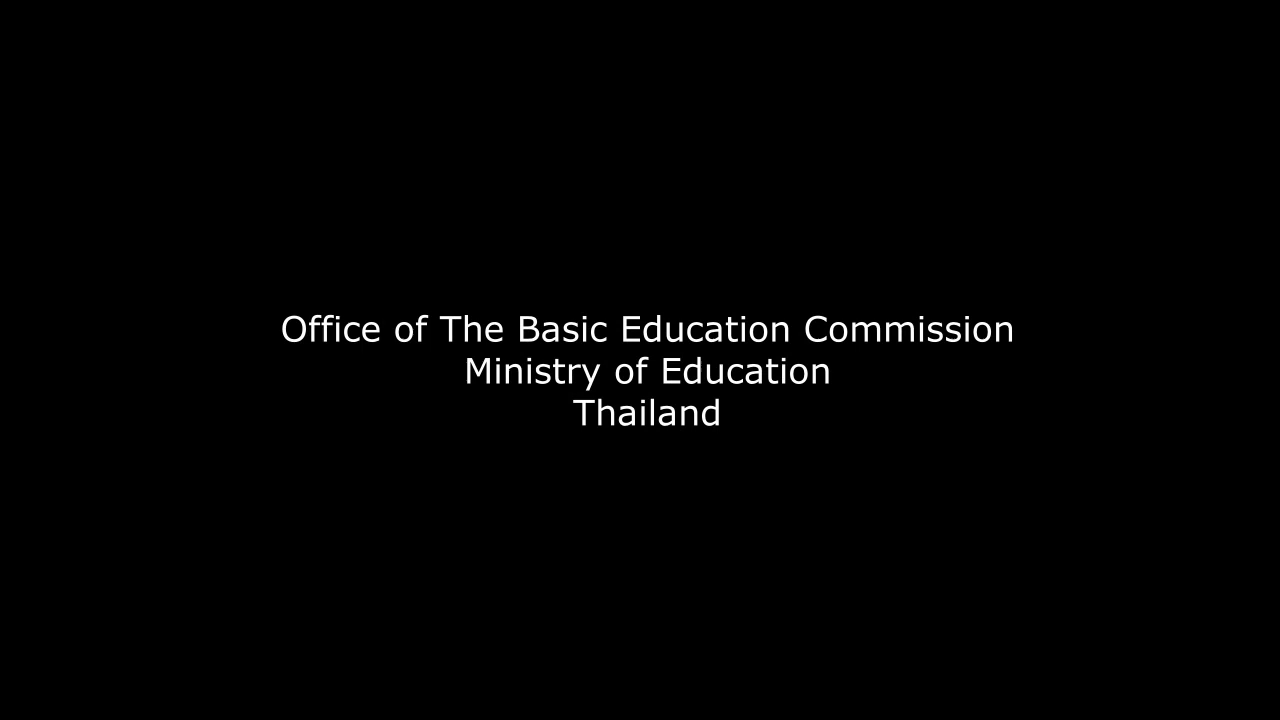 Office of The Basic Education Commission
Ministry of Education
Thailand